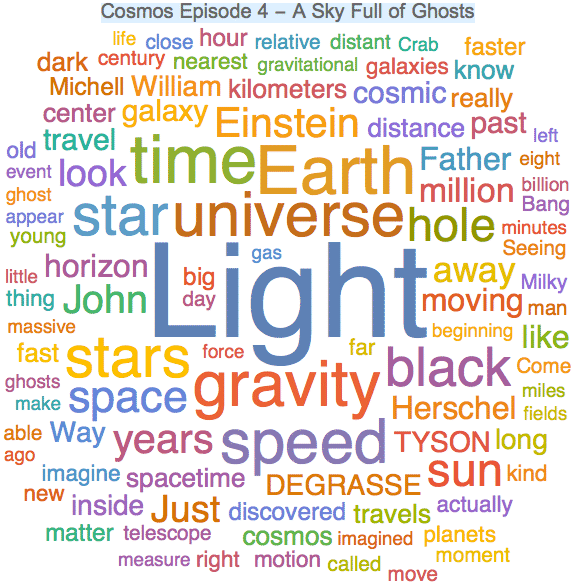 Cosmos Episode 4 – A Sky Full of Ghosts
life close hour relative distant Crab faster
dark century nearest gravitational galaxies know
Michell William kilometers cosmic really
center galaxy Einstein distance past
travel time Earth left
old look Father eight
event million billion
ghost star universe hole Bang
appear minutes
young Seeing
gas
horizon big away Milky
little Light
thing John day moving man
massive beginning like
fast stars force far
ghosts gravity black Come
make space Herschel miles
fields
able Way years speed TYSON long
ago
imagine spacetime sun kind
new DEGRASSE
inside Just discovered travels actually
matter telescope cosmos imagined planets
measure right motion called moment
move